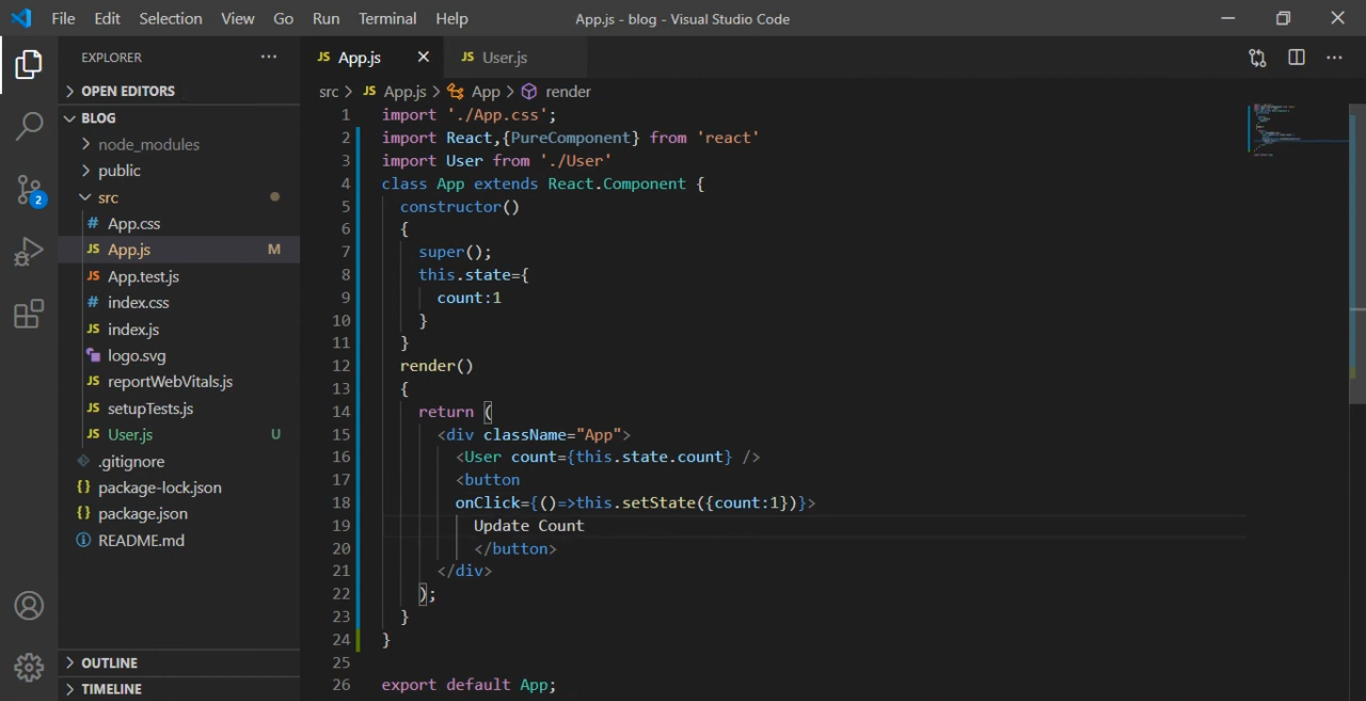 File Edit Selection View Go Run Terminal Help App.js - blog - Visual Studio Code
EXPLORER
OPEN EDITORS
BLOG
node_modules
public
src
# App.css
JS App.js M
JS App.test.js
# index.css
JS index.js
logo.svg
JS reportWebVitals.js
JS setupTests.js
JS User.js U
.gitignore
{} package-lock.json
{} package.json
README.md
OUTLINE
TIMELINE
2
JS App.js JS User.js
src > JS App.js > App > render
1 import './App.css';
2 import React,{PureComponent} from 'react'
3 import User from './User'
4 class App extends React.Component {
5 constructor()
6 {
7 super();
8 this.state={
9 count:1
10 }
11 }
12 render()
13 {
14 return (
15 <div className="App">
16 <User count={this.state.count} />
17 <button
18 onClick={()=>this.setState({count:1})}>
19 Update Count
20 </button>
21 </div>
22 );
23 }
24 }
25
26 export default App;